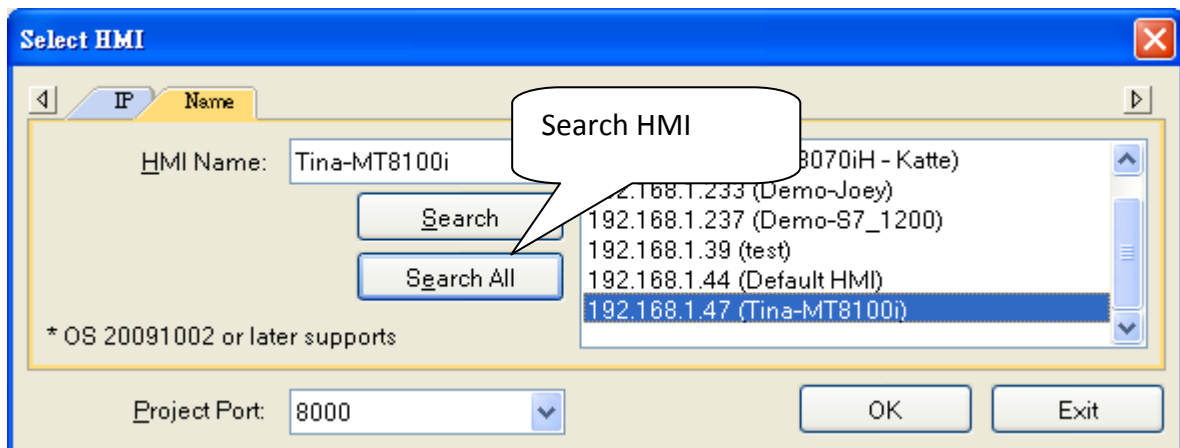 Select HMI
IP
Name
Search HMI
HMI Name:
Tina-MT8100i
8070iH - Katte)
192.168.1.233 (Demo-Joey)
Search
192.168.1.237 (Demo-S7_1200)
192.168.1.39 (test)
Search All
192.168.1.44 (Default HMI)
192.168.1.47 (Tina-MT8100i)
* OS 20091002 or later supports
Project Port:
8000
OK
Exit